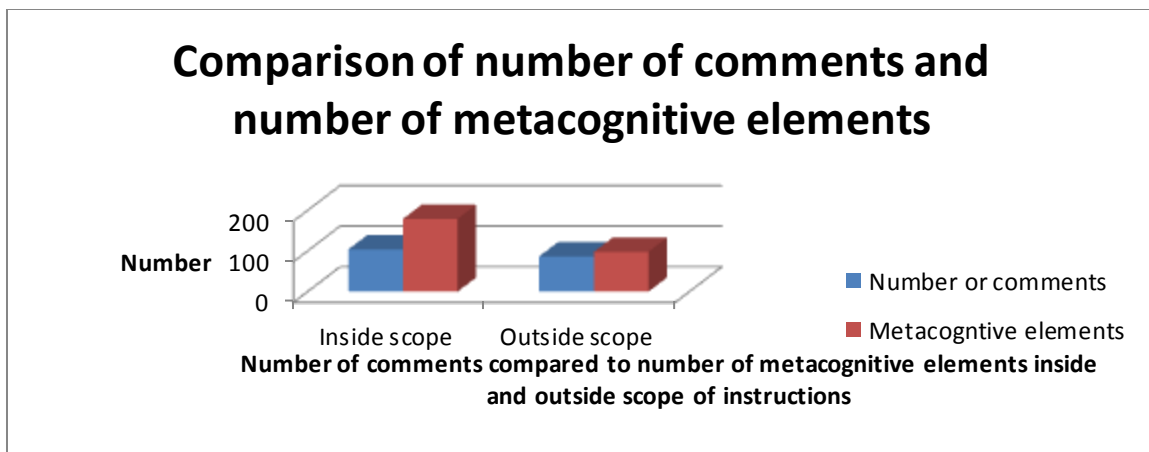 Comparison of number of comments and
number of metacognitive elements
200
100
0
Number
Inside scope
Outside scope
Number or comments
Metacogntive elements
Number of comments compared to number of metacognitive elements inside
and outside scope of instructions